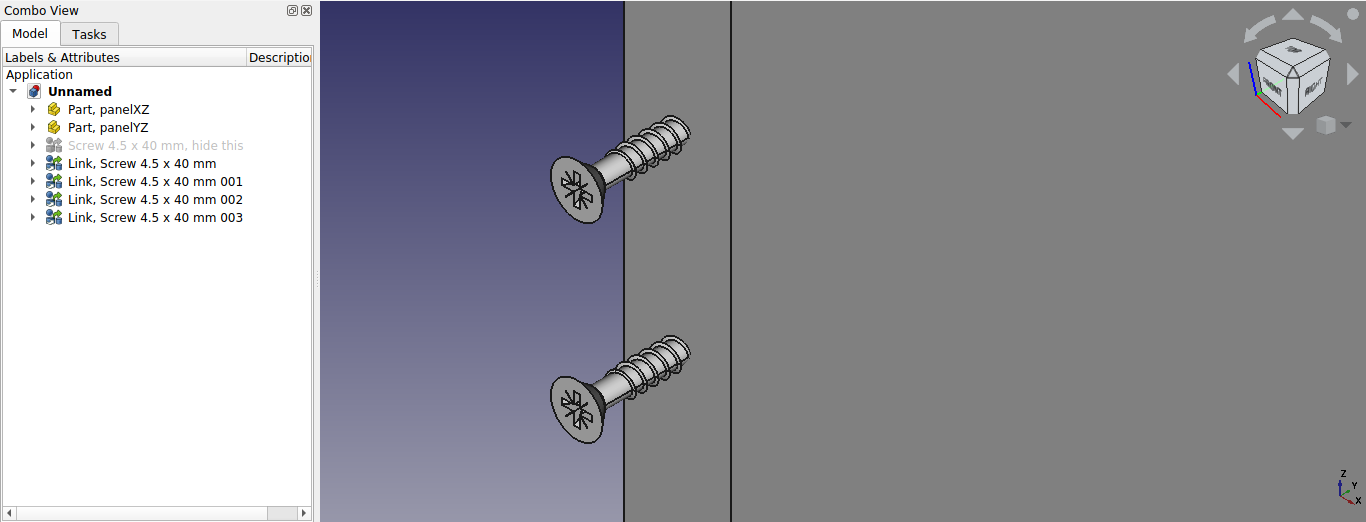 Combo View
Model Tasks
Labels & Attributes Description
Application
Unnamed
Part, panelXZ
Part, panelYZ
Screw 4.5 x 40 mm, hide this
Link, Screw 4.5 x 40 mm
Link, Screw 4.5 x 40 mm 001
Link, Screw 4.5 x 40 mm 002
Link, Screw 4.5 x 40 mm 003
FRONT RIGHT
Z
Y
X